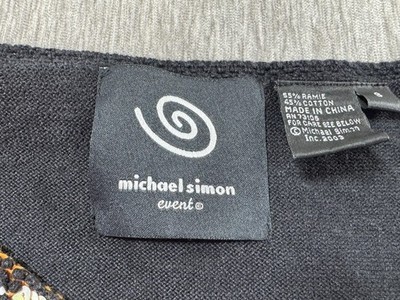 michael simon
event©
55% RAMIE
45% COTTON
MADE IN CHINA
RN 73106
FOR CARE SEE BELOW
© Michael Simon
Inc. 2003
S